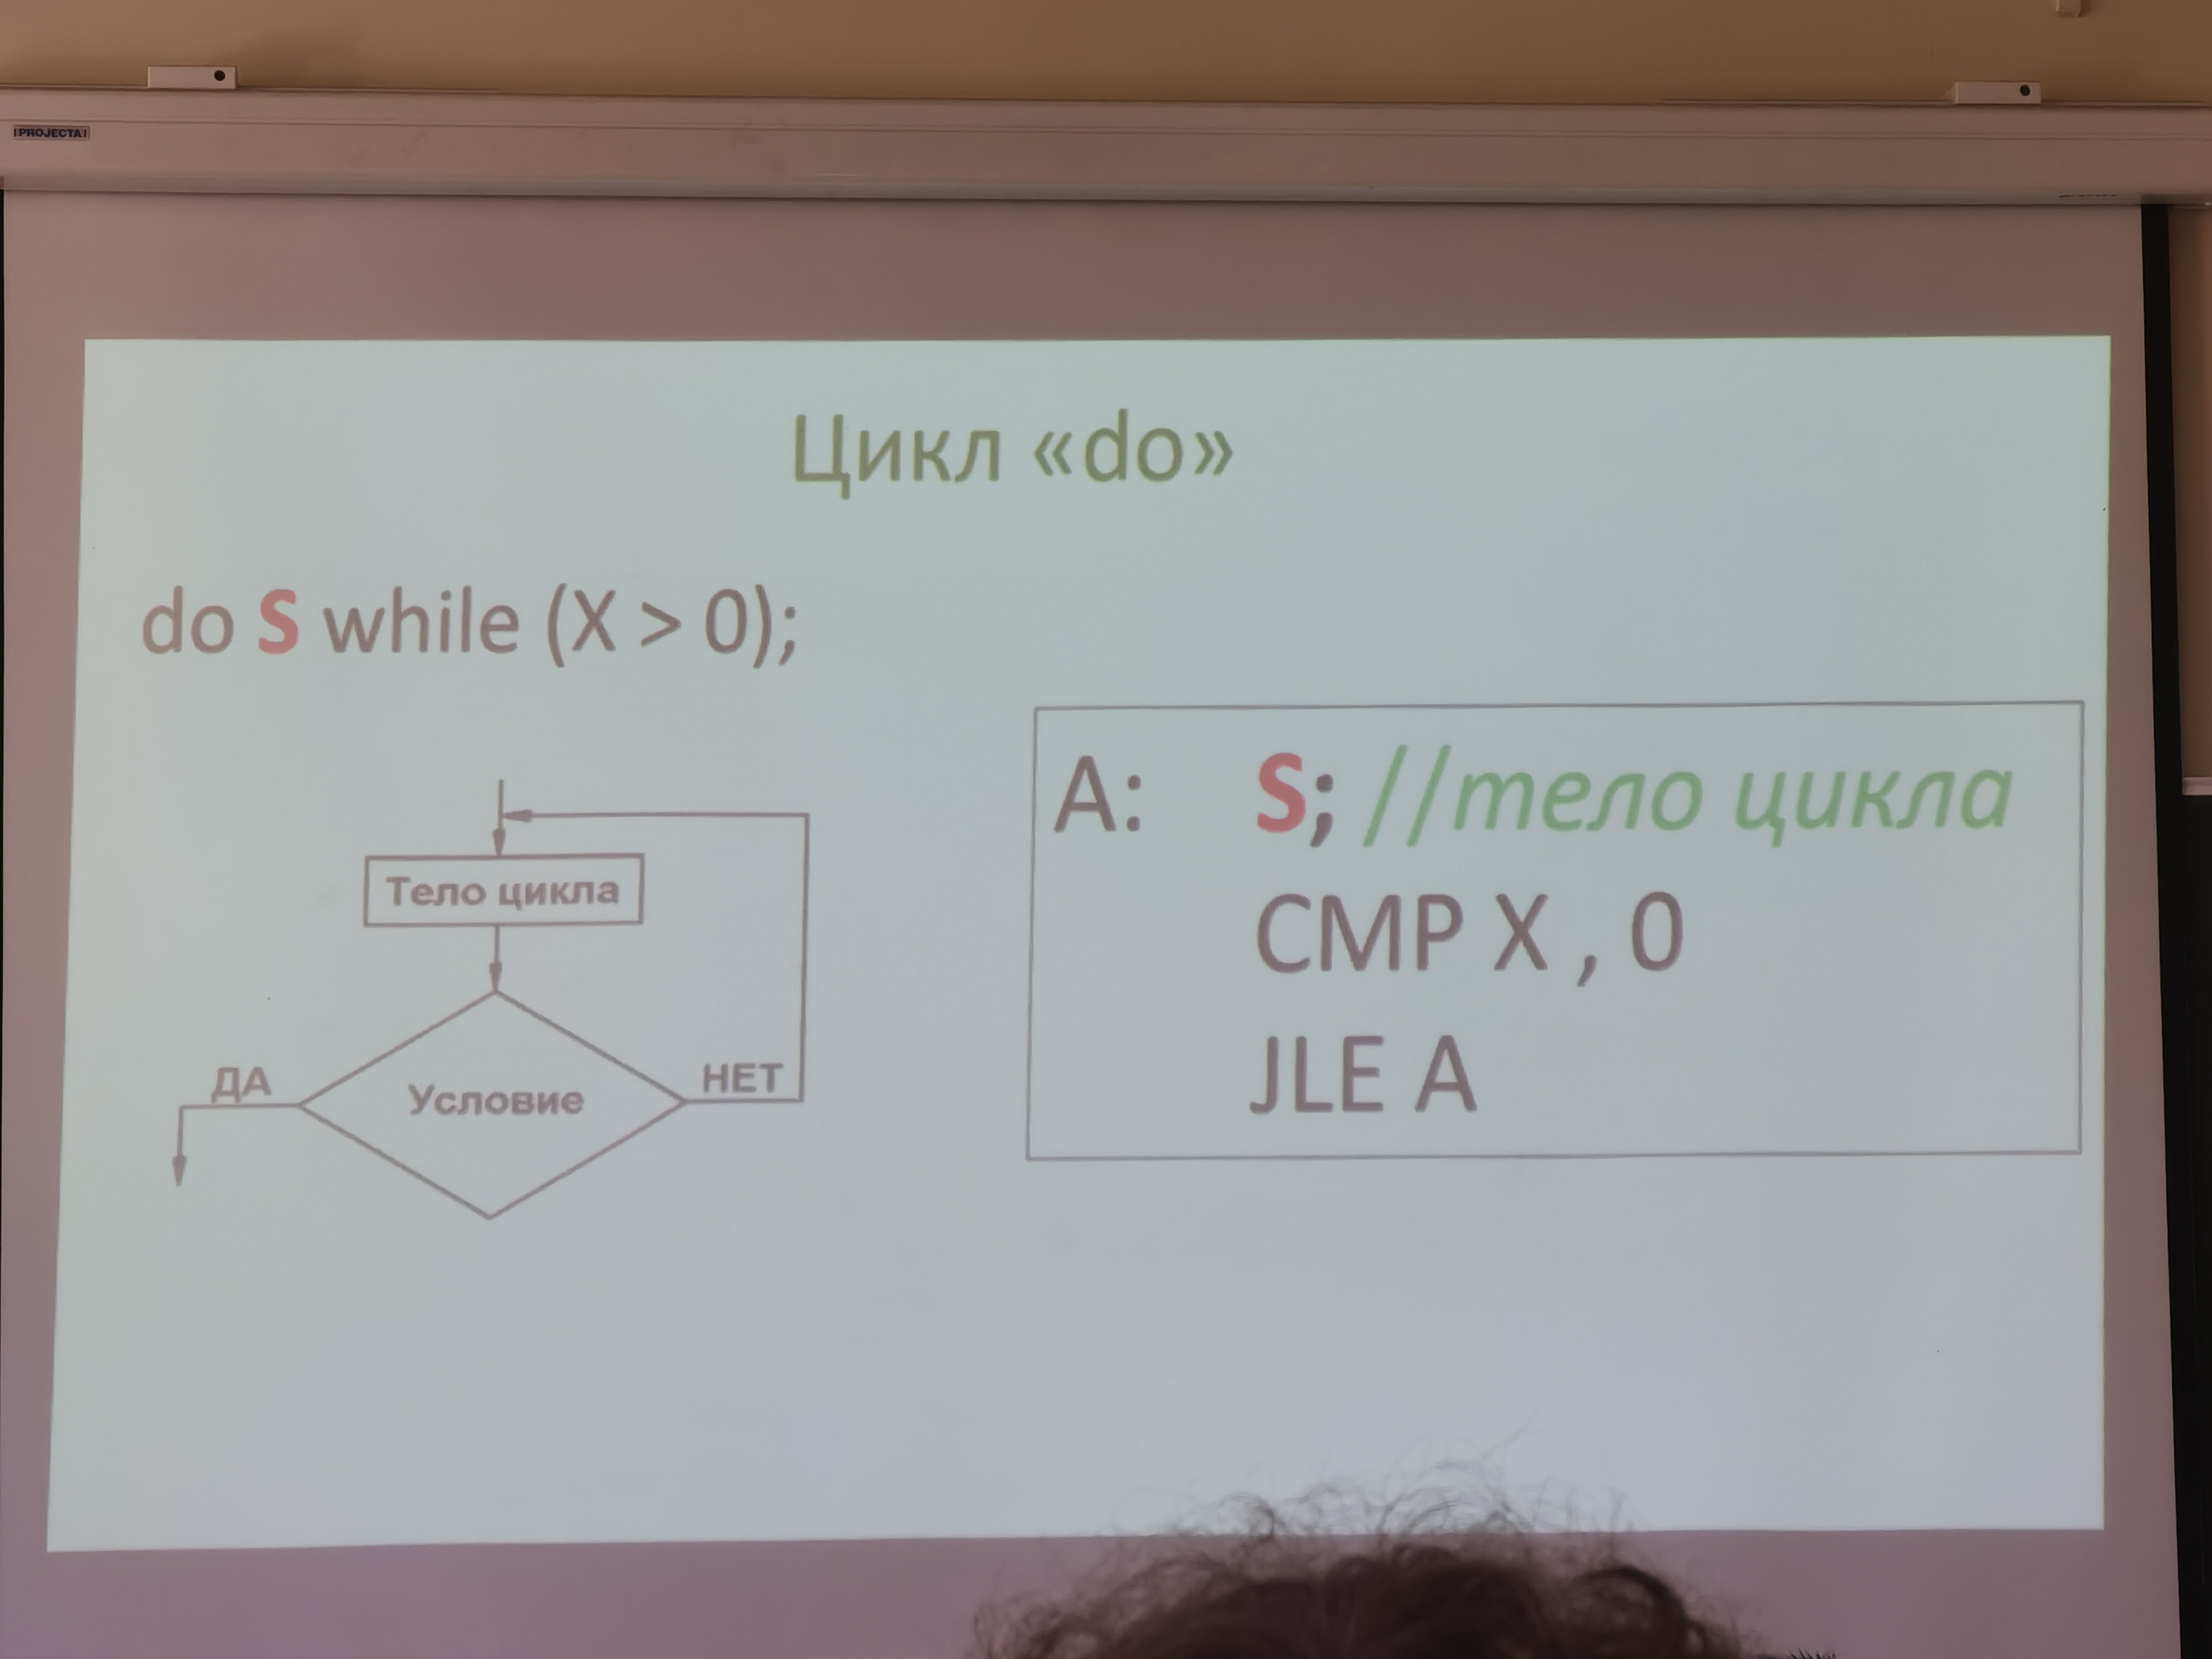 PROJECTA
Цикл «do»
do S while (X > 0);
Тело цикла
Условие
ДА
НЕТ
A: S; //тело цикла
CMP X , 0
JLE A